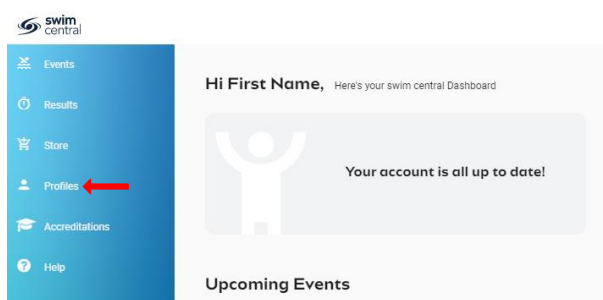 swim
central
Events
Results
Store
Profiles
Accreditations
Help
Hi First Name, Here's your swim central Dashboard
Your account is all up to date!
Upcoming Events